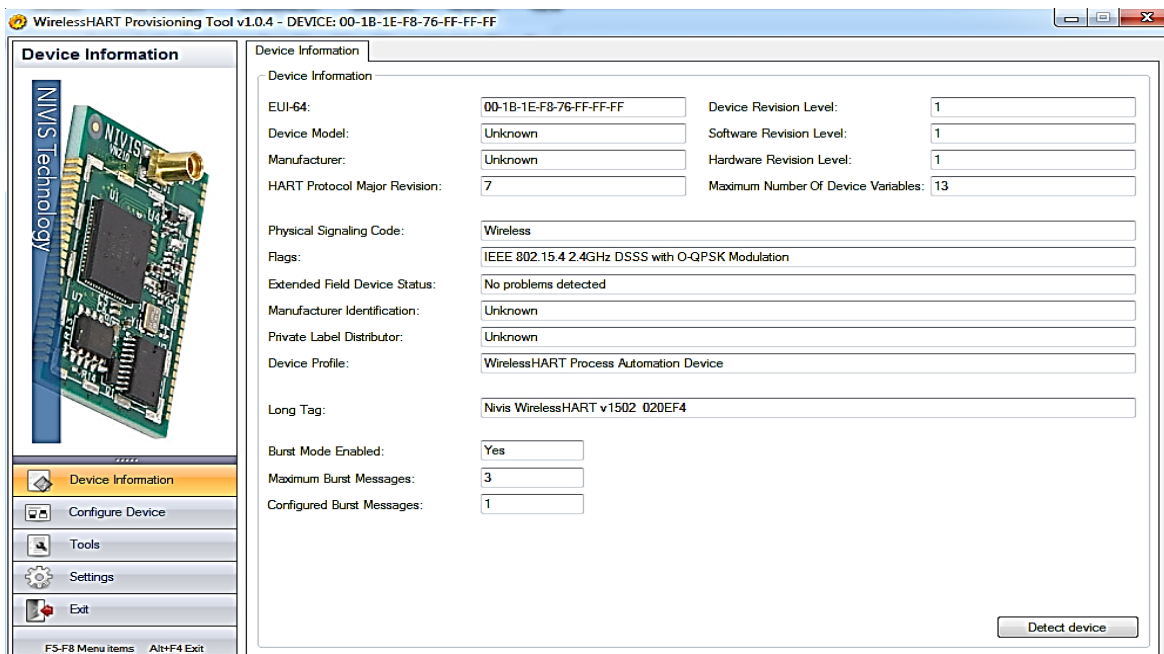 WirelessHART Provisioning Tool v1.0.4 - DEVICE: 00-1B-1E-F8-76-FF-FF-FF
Device Information
NIVIS Technology
NIVIS
VN210
U1
U4
U7
Device Information
Configure Device
Tools
Settings
Exit
F5-F8 Menu items Alt+F4 Exit
Device Information
Device Information
EUI-64: 00-1B-1E-F8-76-FF-FF-FF Device Revision Level: 1
Device Model: Unknown Software Revision Level: 1
Manufacturer: Unknown Hardware Revision Level: 1
HART Protocol Major Revision: 7 Maximum Number Of Device Variables: 13
Physical Signaling Code: Wireless
Flags: IEEE 802.15.4 2.4GHz DSSS with O-QPSK Modulation
Extended Field Device Status: No problems detected
Manufacturer Identification: Unknown
Private Label Distributor: Unknown
Device Profile: WirelessHART Process Automation Device
Long Tag: Nivis WirelessHART v1502 020EF4
Burst Mode Enabled: Yes
Maximum Burst Messages: 3
Configured Burst Messages: 1
Detect device